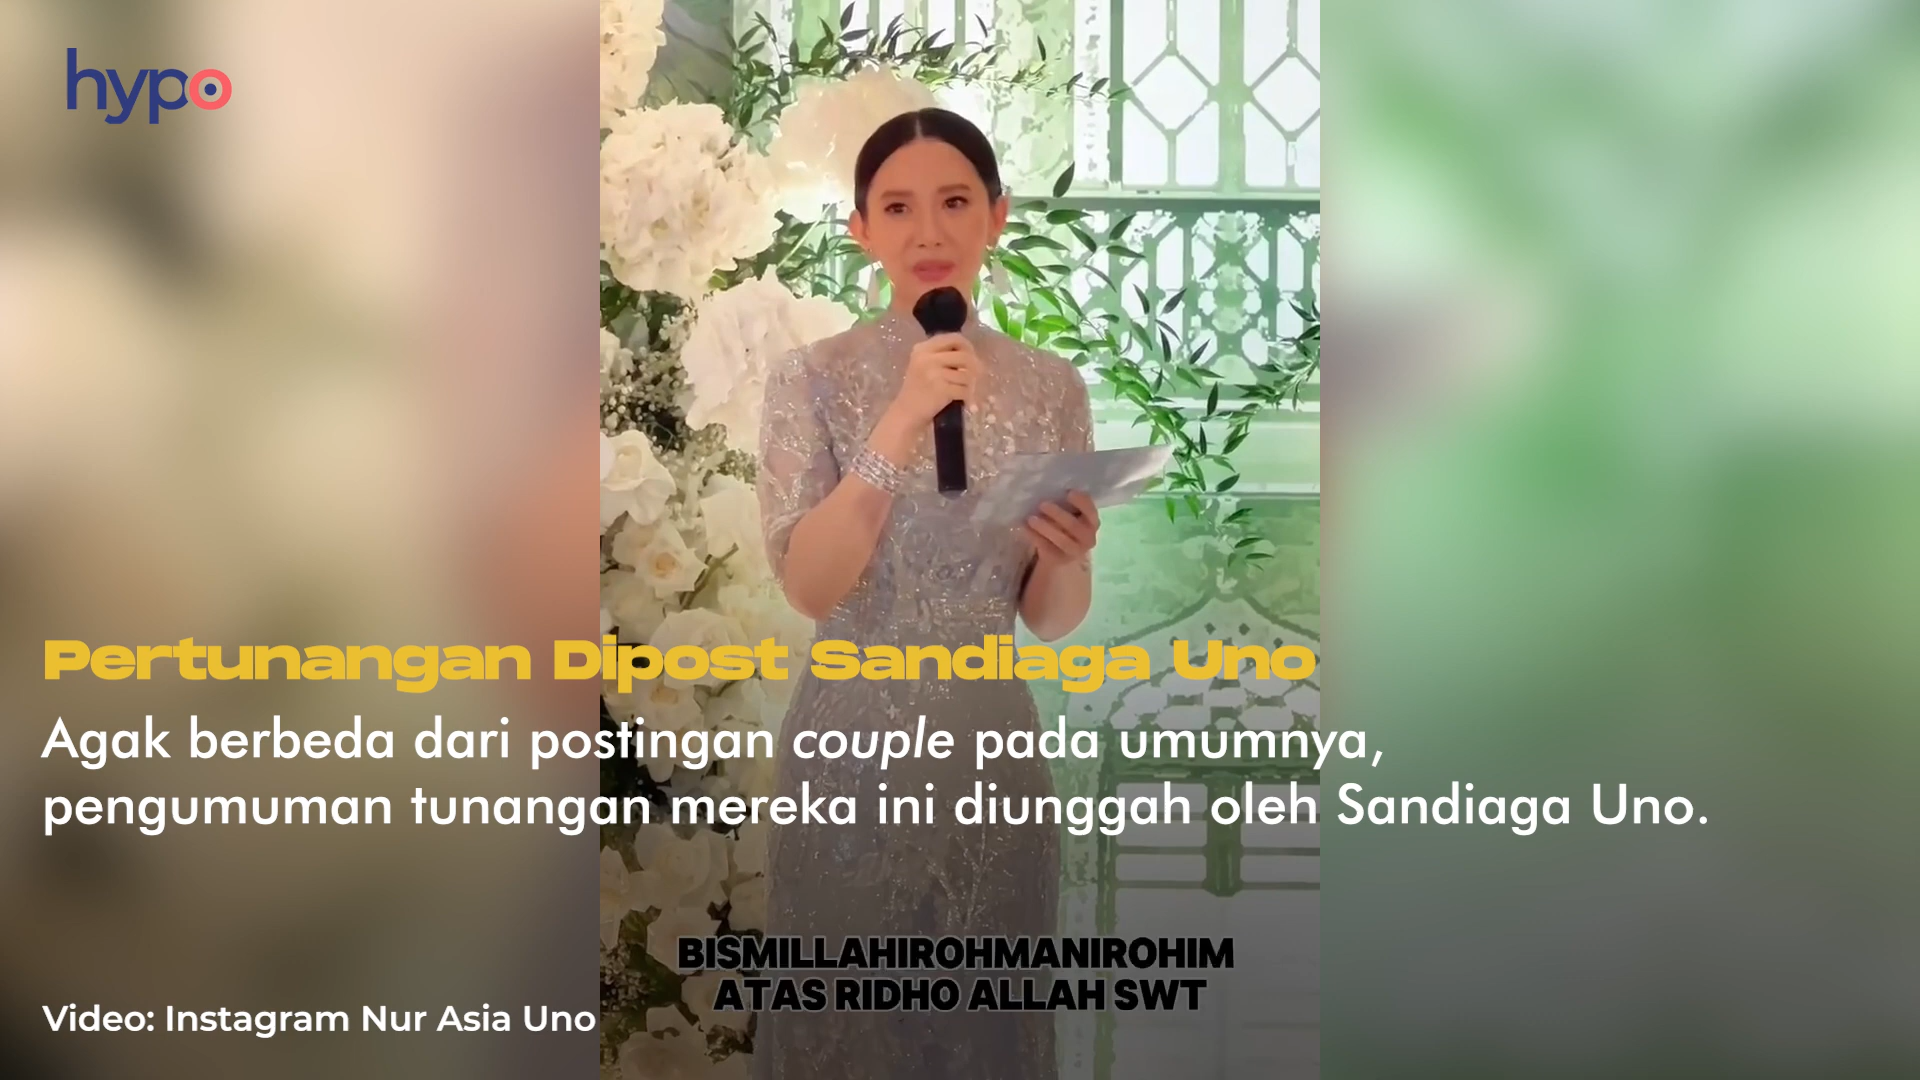 hypo
Pertunangan Dipost Sandiaga Uno
Agak berbeda dari postingan couple pada umumnya,
pengumuman tunangan mereka ini diunggah oleh Sandiaga Uno.
BISMILLAHIROHMANIROHIM
ATAS RIDHO ALLAH SWT
Video: Instagram Nur Asia Uno